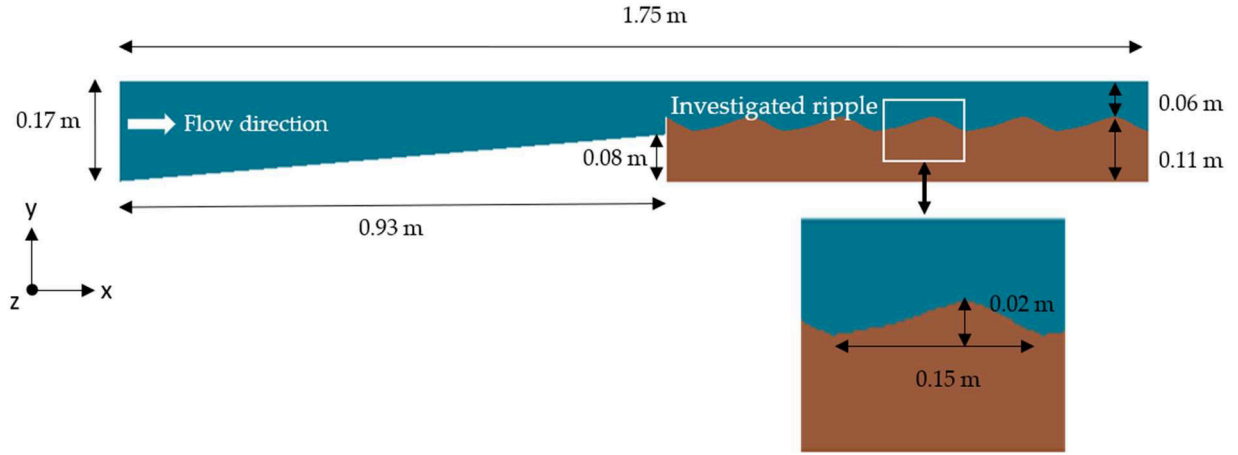 1.75 m
0.17 m
Flow direction
Investigated ripple
0.06 m
0.08 m
0.11 m
0.93 m
y
z
x
0.02 m
0.15 m